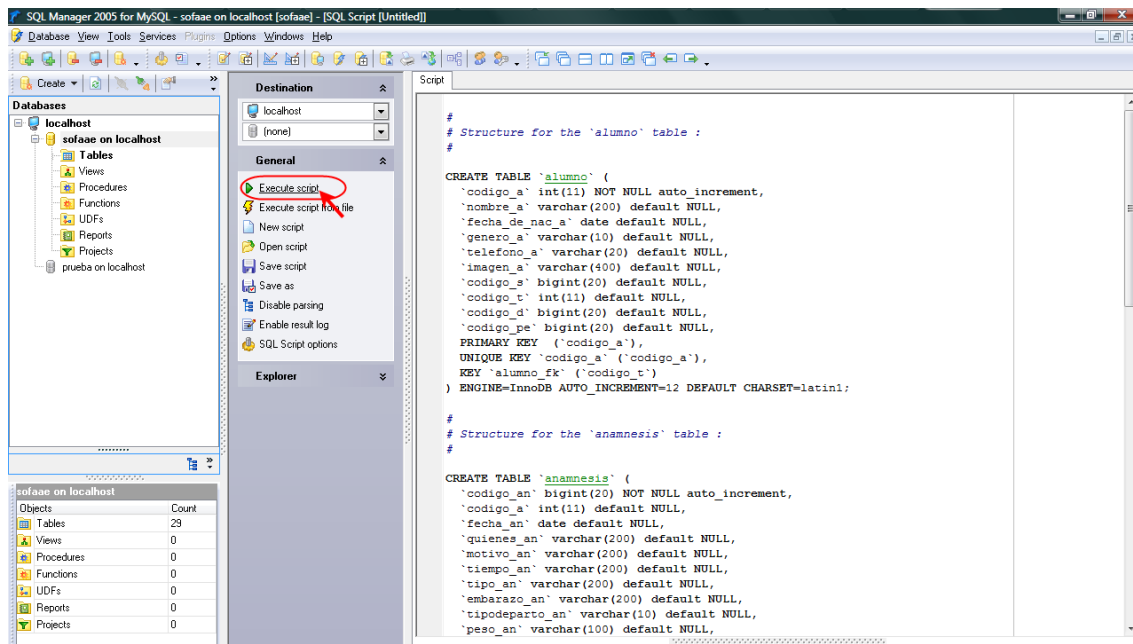 SQL Manager 2005 for MySQL - sofaae on localhost [sofaae] - [SQL Script [Untitled]]
Database View Tools Services Plugins Options Windows Help
Create
Databases
localhost
sofaae on localhost
Tables
Views
Procedures
Functions
UDFs
Reports
Projects
prueba on localhost
sofaae on localhost
Objects Count
Tables 29
Views 0
Procedures 0
Functions 0
UDFs 0
Reports 0
Projects 0
Destination
localhost
(none)
General
Execute script
Execute script from file
New script
Open script
Save script
Save as
Disable parsing
Enable result log
SQL Script options
Explorer
Script
#
# Structure for the `alumno` table :
#
CREATE TABLE `alumno` (
`codigo_a` int(11) NOT NULL auto_increment,
`nombre_a` varchar(200) default NULL,
`fecha_de_nac_a` date default NULL,
`genero_a` varchar(10) default NULL,
`telefono_a` varchar(20) default NULL,
`imagen_a` varchar(400) default NULL,
`codigo_s` bigint(20) default NULL,
`codigo_t` int(11) default NULL,
`codigo_d` bigint(20) default NULL,
`codigo_pe` bigint(20) default NULL,
PRIMARY KEY (`codigo_a`),
UNIQUE KEY `codigo_a` (`codigo_a`),
KEY `alumno_fk` (`codigo_t`)
) ENGINE=InnoDB AUTO_INCREMENT=12 DEFAULT CHARSET=latin1;
#
# Structure for the `anamnesis` table :
#
CREATE TABLE `anamnesis` (
`codigo_an` bigint(20) NOT NULL auto_increment,
`codigo_a` int(11) default NULL,
`fecha_an` date default NULL,
`quienes_an` varchar(200) default NULL,
`motivo_an` varchar(200) default NULL,
`tiempo_an` varchar(200) default NULL,
`tipo_an` varchar(200) default NULL,
`embarazo_an` varchar(200) default NULL,
`tipodeparto_an` varchar(10) default NULL,
`peso_an` varchar(100) default NULL,